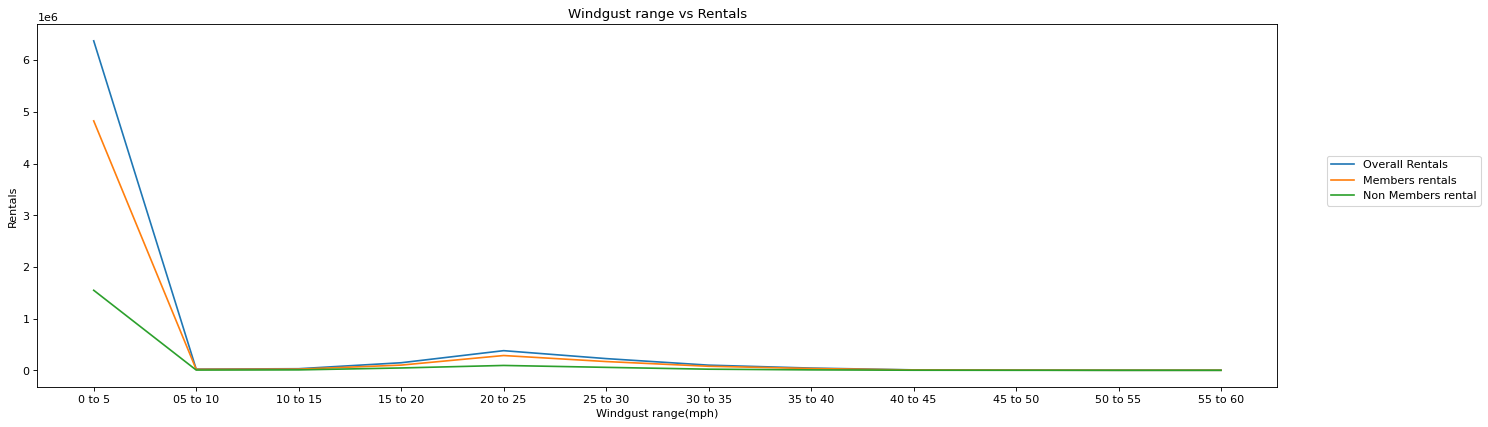 Windgust range vs Rentals
1e6
6
5
4
3
2
1
0
Rentals
0 to 5 05 to 10 10 to 15 15 to 20 20 to 25 25 to 30 30 to 35 35 to 40 40 to 45 45 to 50 50 to 55 55 to 60
Windgust range(mph)
Overall Rentals
Members rentals
Non Members rental